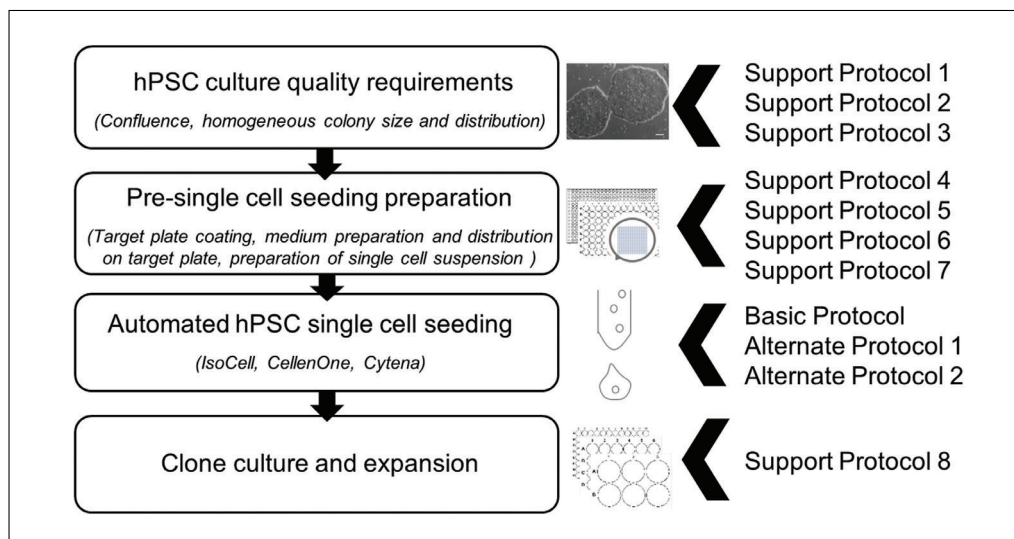 hPSC culture quality requirements
(Confluence, homogeneous colony size and distribution)
Support Protocol 1
Support Protocol 2
Support Protocol 3
Pre-single cell seeding preparation
(Target plate coating, medium preparation and distribution
on target plate, preparation of single cell suspension )
Support Protocol 4
Support Protocol 5
Support Protocol 6
Support Protocol 7
Automated hPSC single cell seeding
(IsoCell, CellenOne, Cytena)
Basic Protocol
Alternate Protocol 1
Alternate Protocol 2
Clone culture and expansion
Support Protocol 8